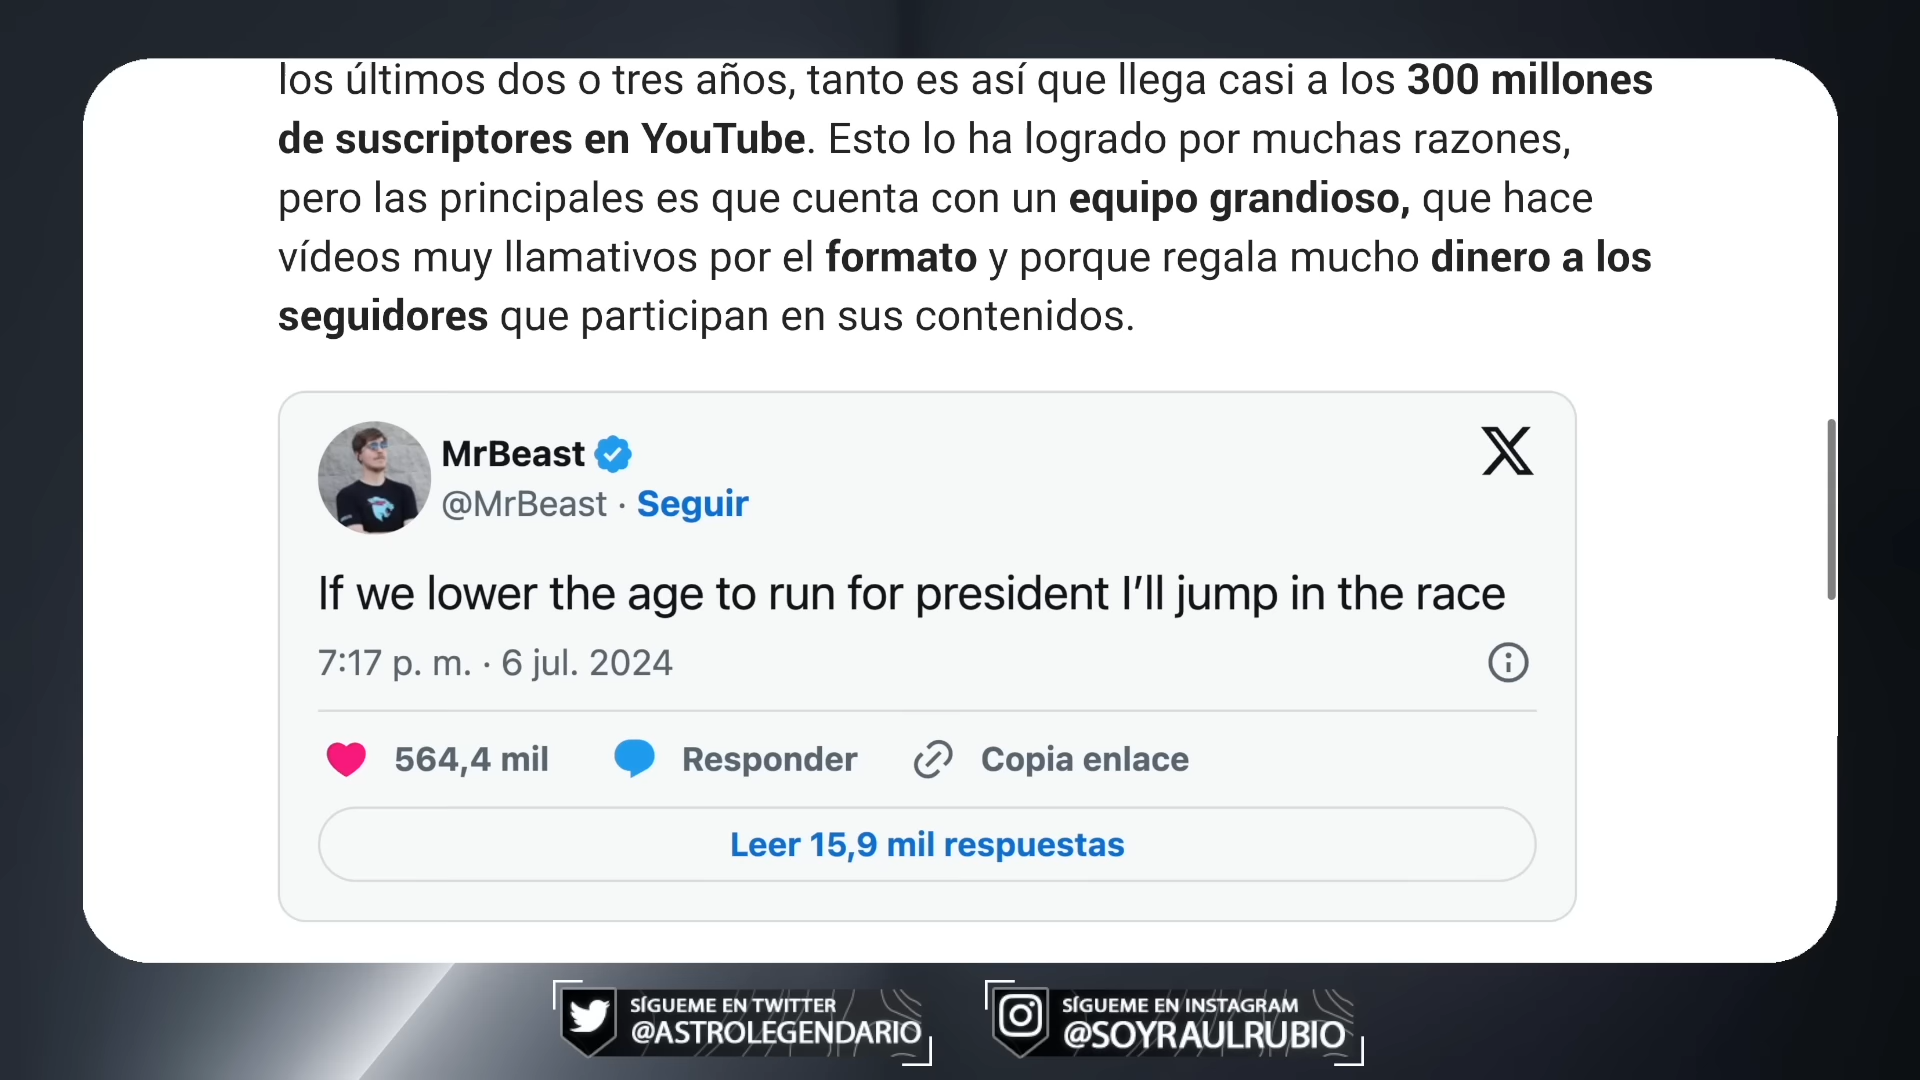 los últimos dos o tres años, tanto es así que llega casi a los 300 millones
de suscriptores en YouTube. Esto lo ha logrado por muchas razones,
pero las principales es que cuenta con un equipo grandioso, que hace
vídeos muy llamativos por el formato y porque regala mucho dinero a los
seguidores que participan en sus contenidos.
MrBeast
@MrBeast · Seguir
If we lower the age to run for president I’ll jump in the race
7:17 p. m. · 6 jul. 2024
564,4 mil Responder Copia enlace
Leer 15,9 mil respuestas
SÍGUEME EN TWITTER
@ASTROLEGENDARIO
SÍGUEME EN INSTAGRAM
@SOYRAULRUBIO